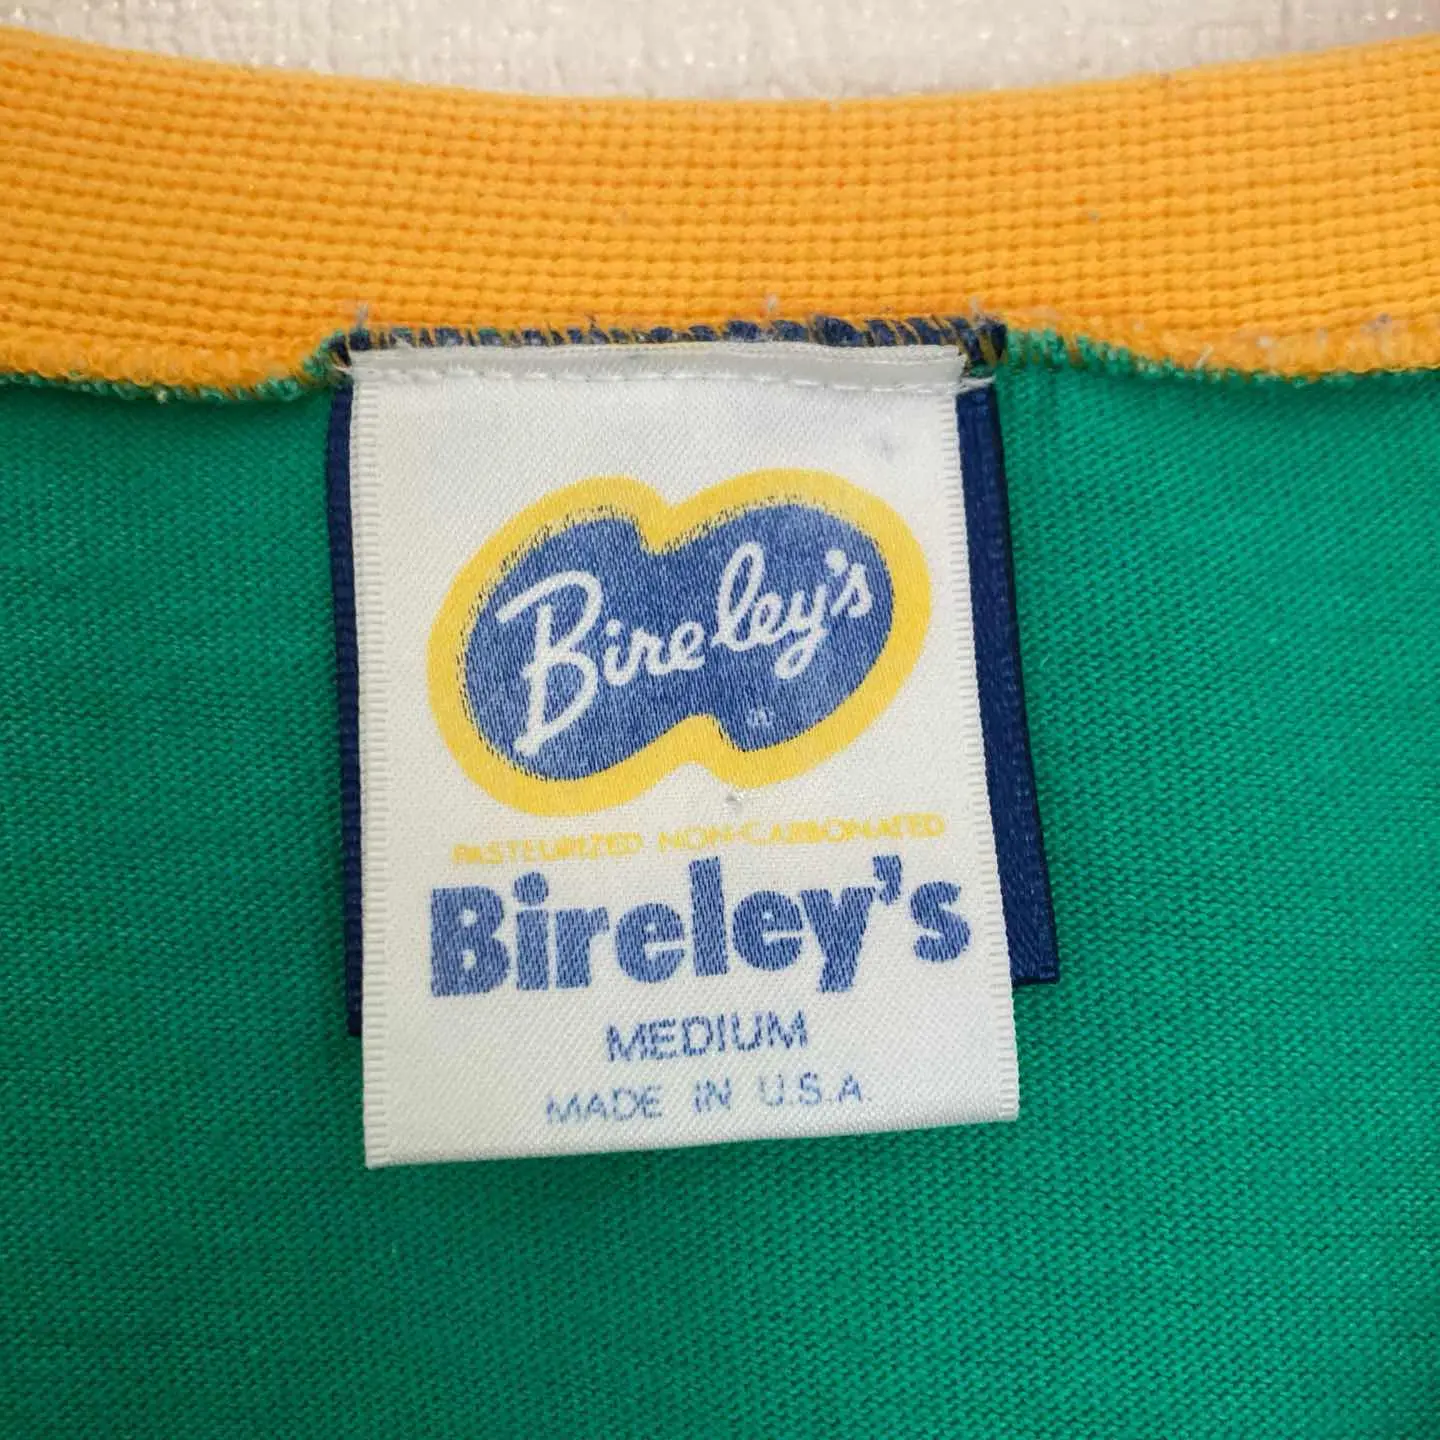 Bireley's
®
PASTEURIZED NON-CARBONATED
Bireley's
MEDIUM
MADE IN U.S.A.